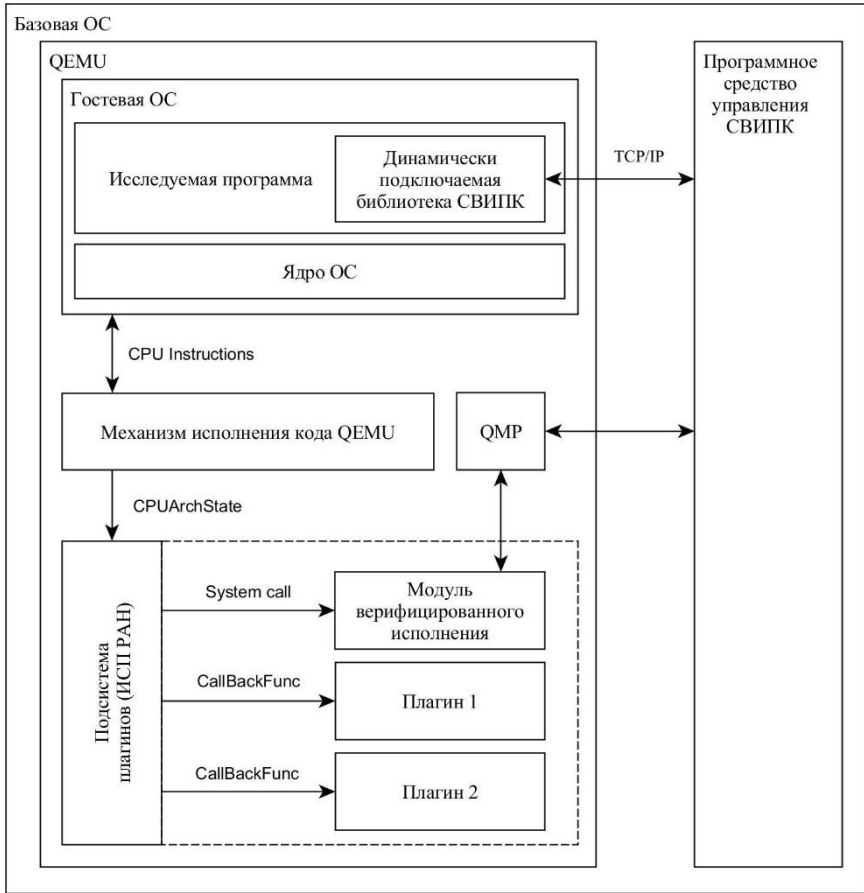 Базовая ОС
QEMU
Гостевая ОС
Исследуемая программа
Динамически
подключаемая
библиотека СВИПК
Ядро ОС
TCP/IP
Программное
средство
управления
СВИПК
CPU Instructions
Механизм исполнения кода QEMU
QMP
CPUArchState
Подсистема
плагинов (ИСП РАН)
System call
Модуль
верифицированного
исполнения
CallBackFunc
Плагин 1
CallBackFunc
Плагин 2